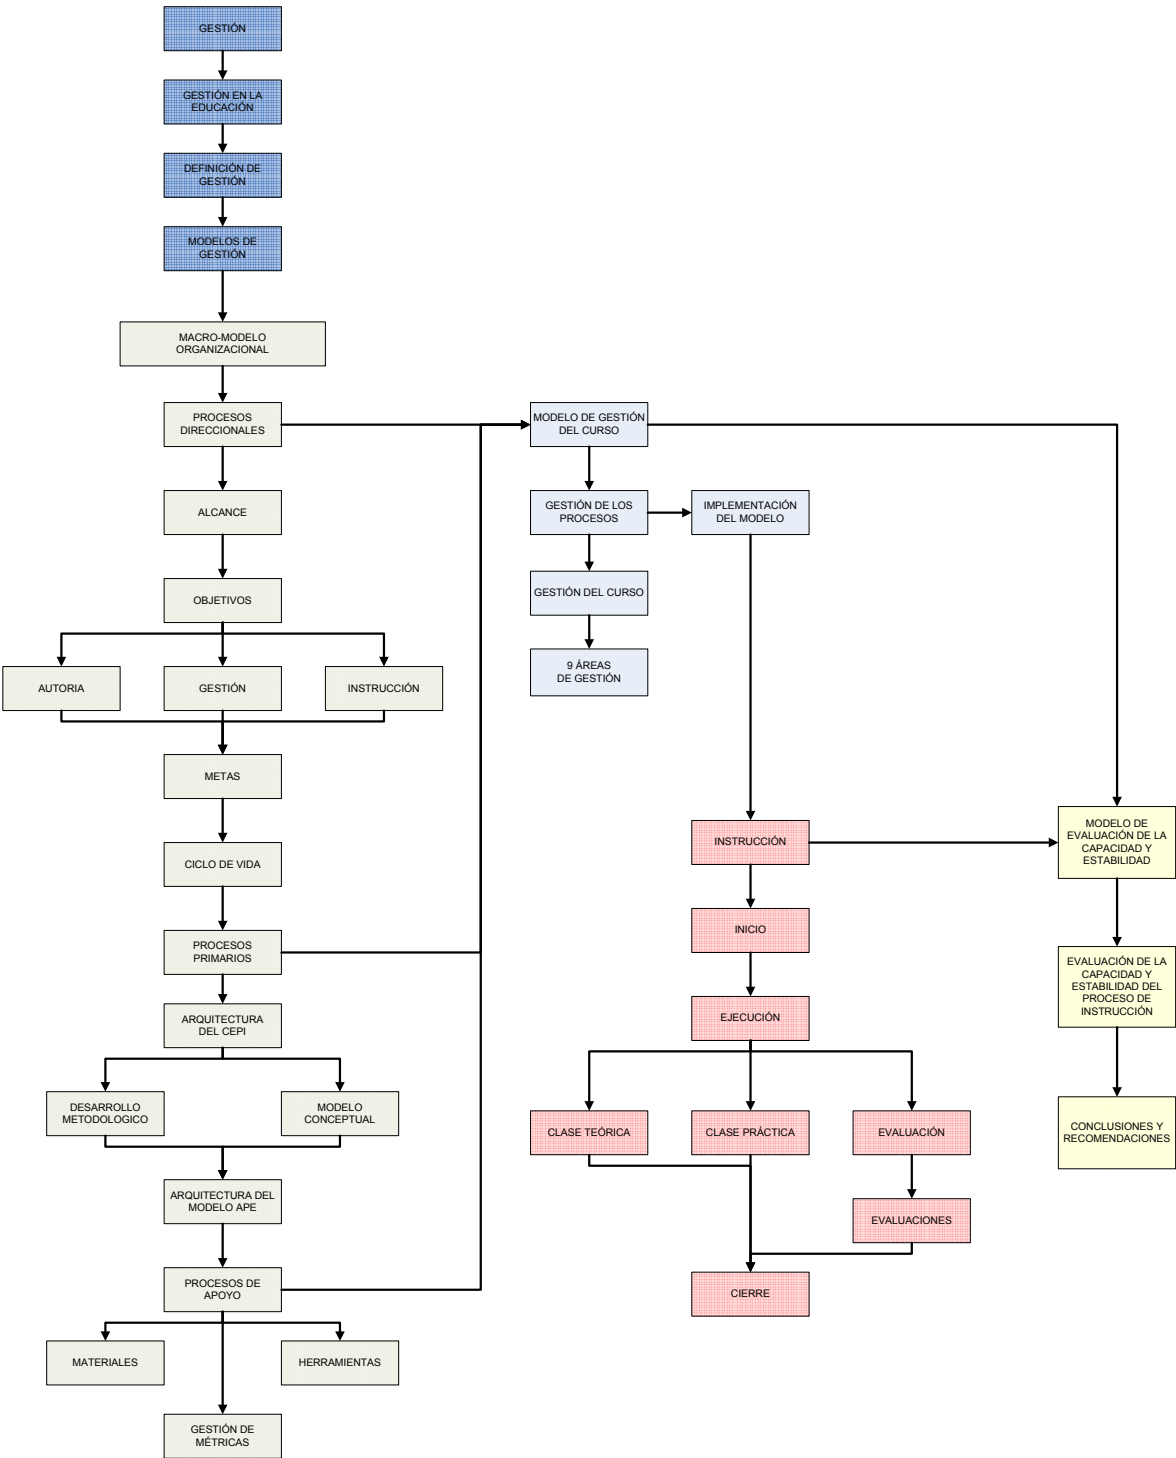 GESTIÓN
GESTIÓN EN LA
EDUCACIÓN
DEFINICIÓN DE
GESTIÓN
MODELOS DE
GESTIÓN
MACRO-MODELO
ORGANIZACIONAL
PROCESOS
DIRECCIONALES
ALCANCE
OBJETIVOS
AUTORIA
GESTIÓN
INSTRUCCIÓN
METAS
CICLO DE VIDA
PROCESOS
PRIMARIOS
ARQUITECTURA
DEL CEPI
DESARROLLO
METODOLOGICO
MODELO
CONCEPTUAL
ARQUITECTURA DEL
MODELO APE
PROCESOS DE
APOYO
MATERIALES
HERRAMIENTAS
GESTIÓN DE
MÉTRICAS
MODELO DE GESTIÓN
DEL CURSO
GESTIÓN DE LOS
PROCESOS
IMPLEMENTACIÓN
DEL MODELO
GESTIÓN DEL CURSO
9 ÁREAS
DE GESTIÓN
INSTRUCCIÓN
INICIO
EJECUCIÓN
CLASE TEÓRICA
CLASE PRÁCTICA
EVALUACIÓN
EVALUACIONES
CIERRE
MODELO DE
EVALUACIÓN DE LA
CAPACIDAD Y
ESTABILIDAD
EVALUACIÓN DE LA
CAPACIDAD Y
ESTABILIDAD DEL
PROCESO DE
INSTRUCCIÓN
CONCLUSIONES Y
RECOMENDACIONES